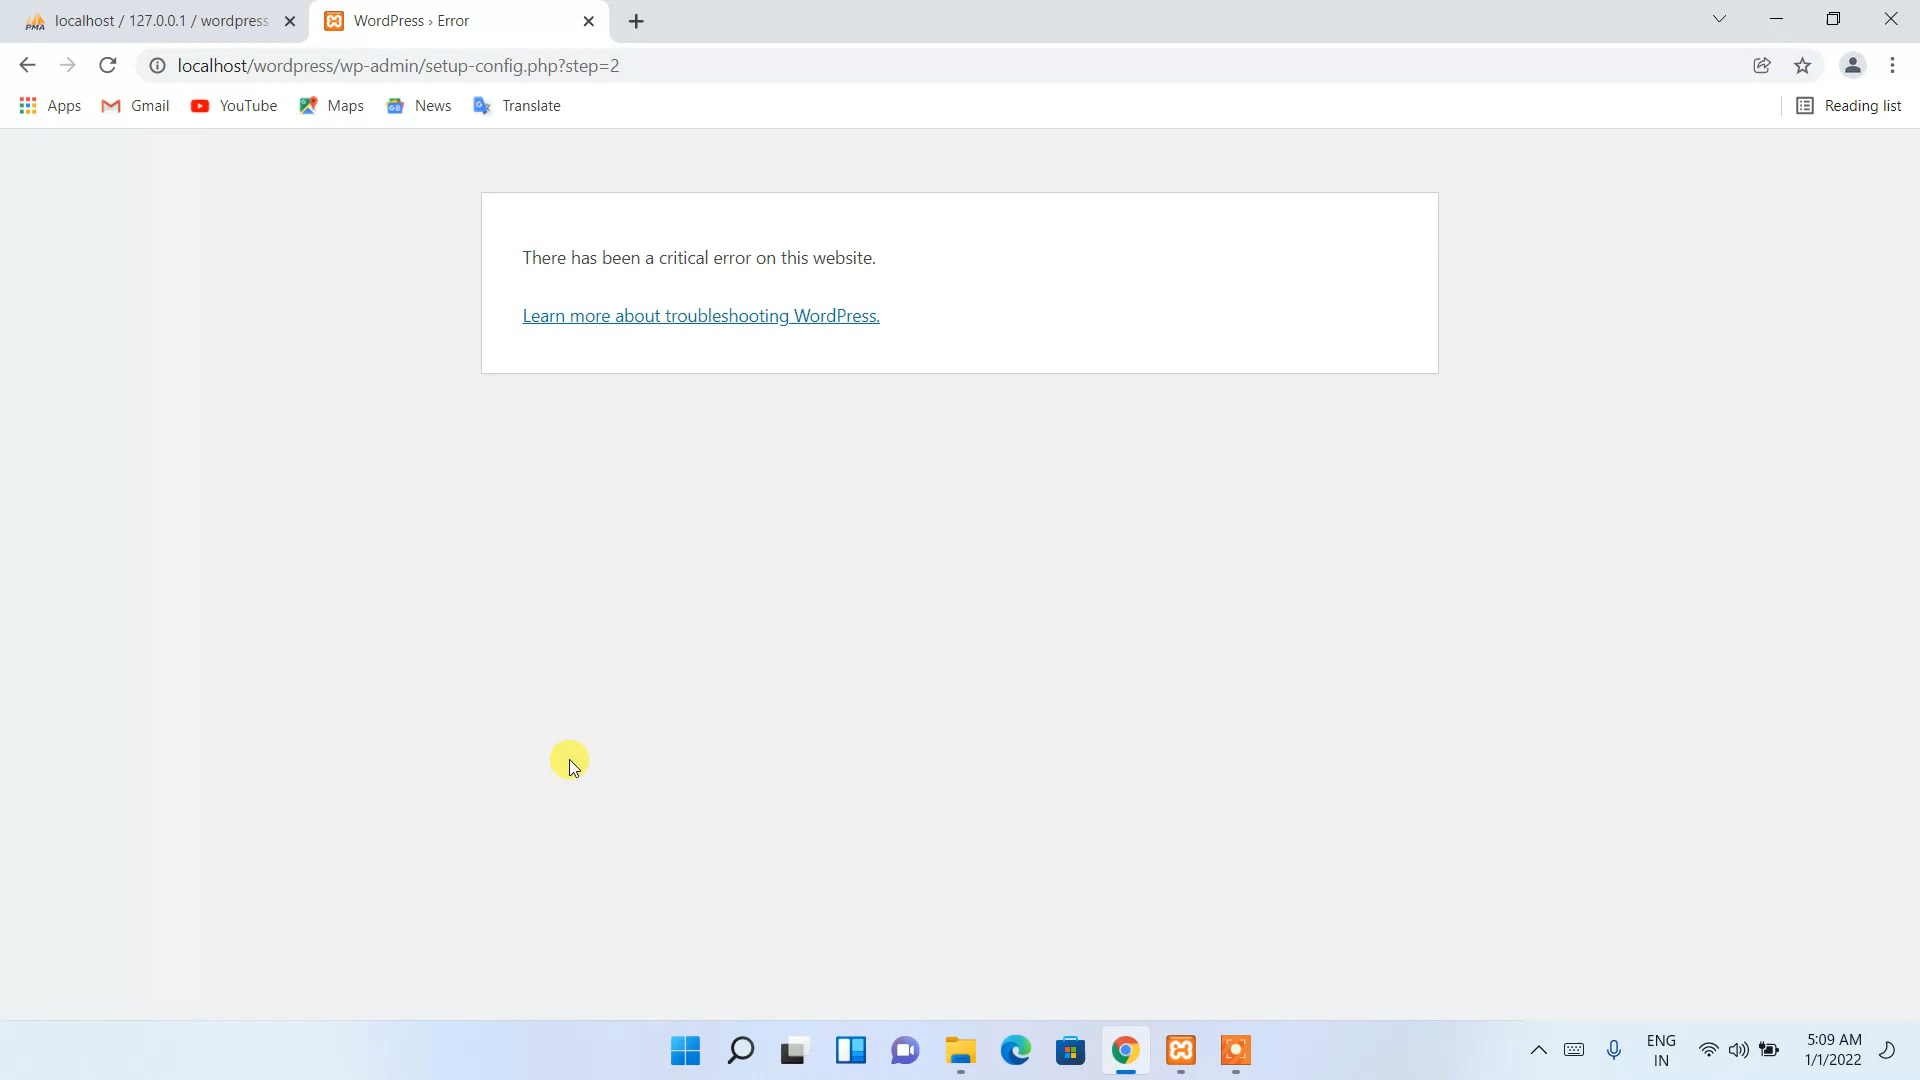 localhost / 127.0.0.1 / wordpress
WordPress › Error
localhost/wordpress/wp-admin/setup-config.php?step=2
Apps
Gmail
YouTube
Maps
News
Translate
Reading list
There has been a critical error on this website.
Learn more about troubleshooting WordPress.
ENG
IN
5:09 AM
1/1/2022